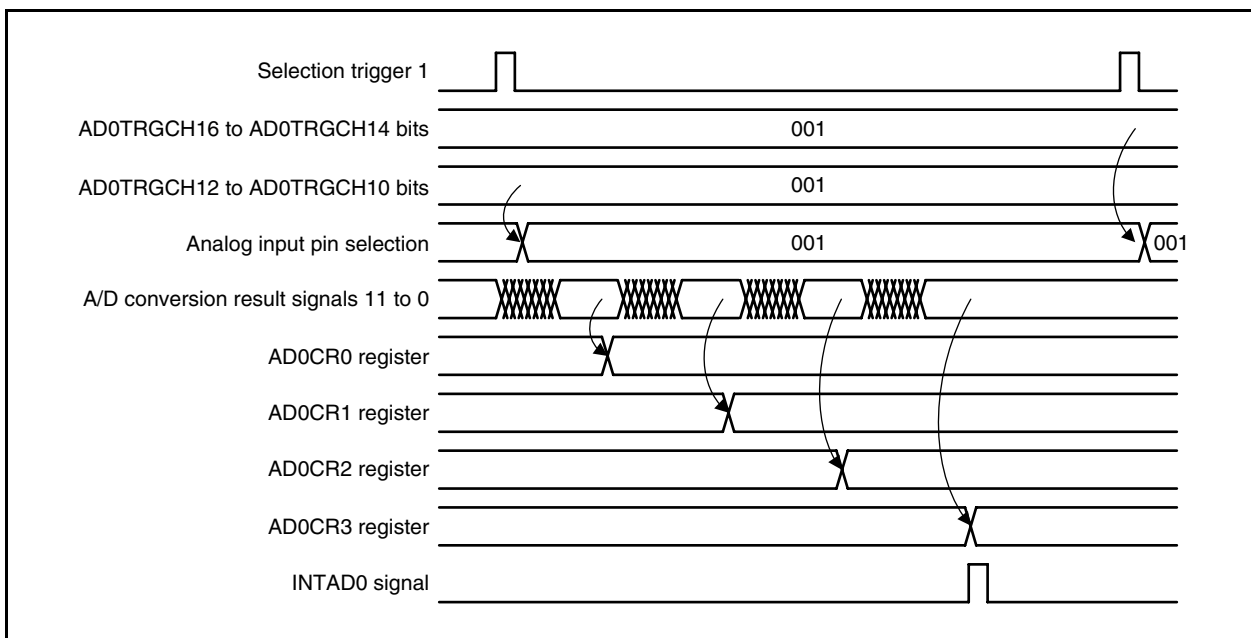 Selection trigger 1
AD0TRGCH16 to AD0TRGCH14 bits
001
AD0TRGCH12 to AD0TRGCH10 bits
001
Analog input pin selection
001
001
A/D conversion result signals 11 to 0
AD0CR0 register
AD0CR1 register
AD0CR2 register
AD0CR3 register
INTAD0 signal